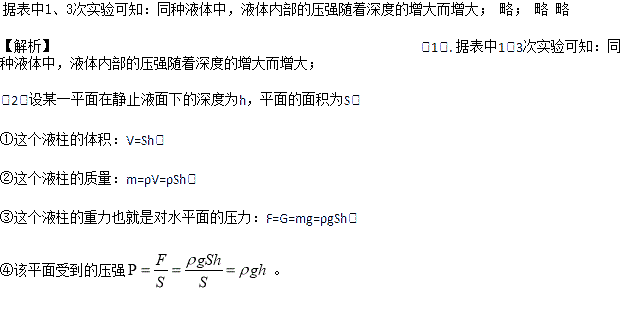 据表中1、3次实验可知：同种液体中，液体内部的压强随着深度的增大而增大； 略； 略 略
【解析】 □1□.据表中1□3次实验可知：同
种液体中，液体内部的压强随着深度的增大而增大；
□2□设某一平面在静止液面下的深度为h，平面的面积为S□
①这个液柱的体积：V=Sh□
②这个液柱的质量：m=ρV=ρSh□
③这个液柱的重力也就是对水平面的压力：F=G=mg=ρgSh□
④该平面受到的压强P = F/S = ρgSh/S = ρgh 。